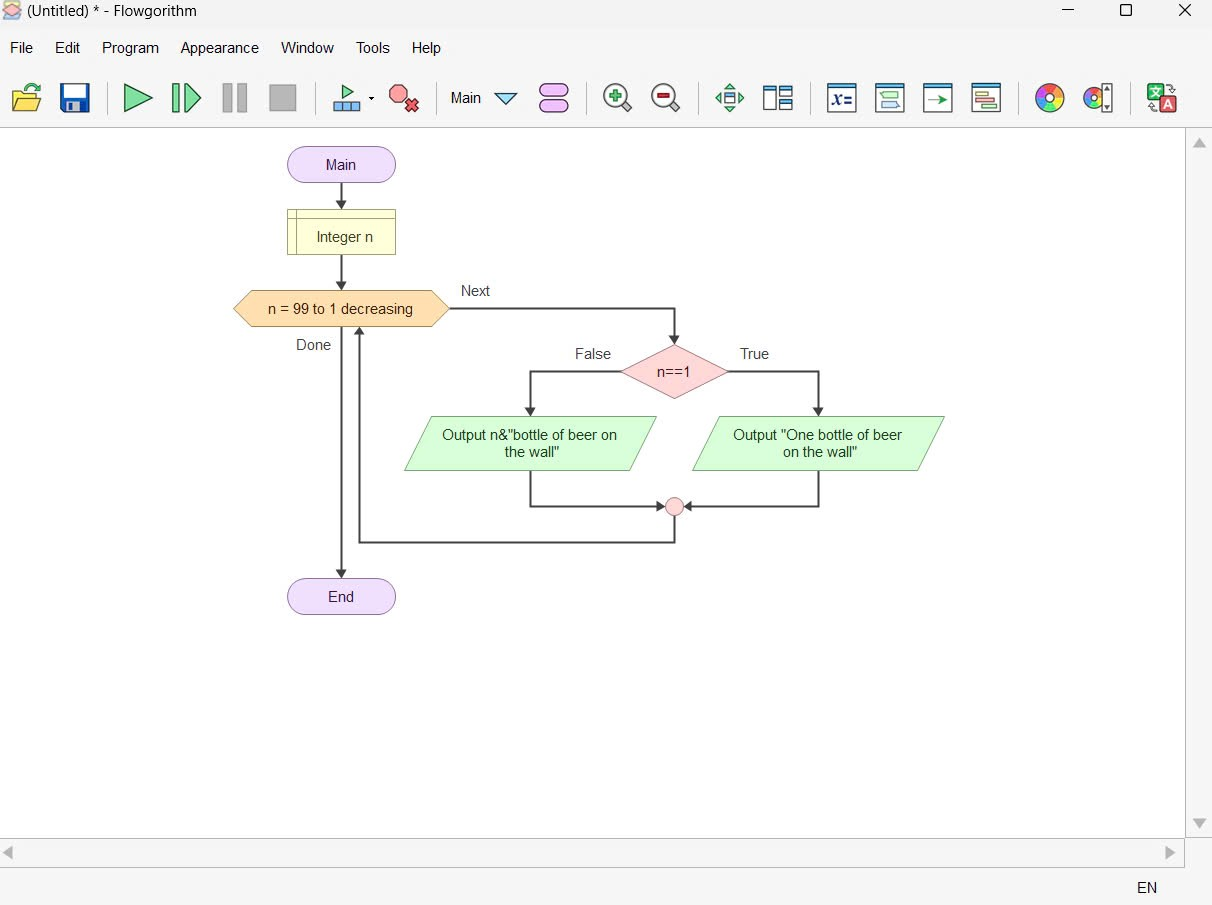 (Untitled) * - Flowgorithm
File Edit Program Appearance Window Tools Help
Main
x=
文
A
Main
Integer n
n = 99 to 1 decreasing
Next
Done
False
True
n==1
Output n&"bottle of beer on
the wall"
Output "One bottle of beer
on the wall"
End
EN